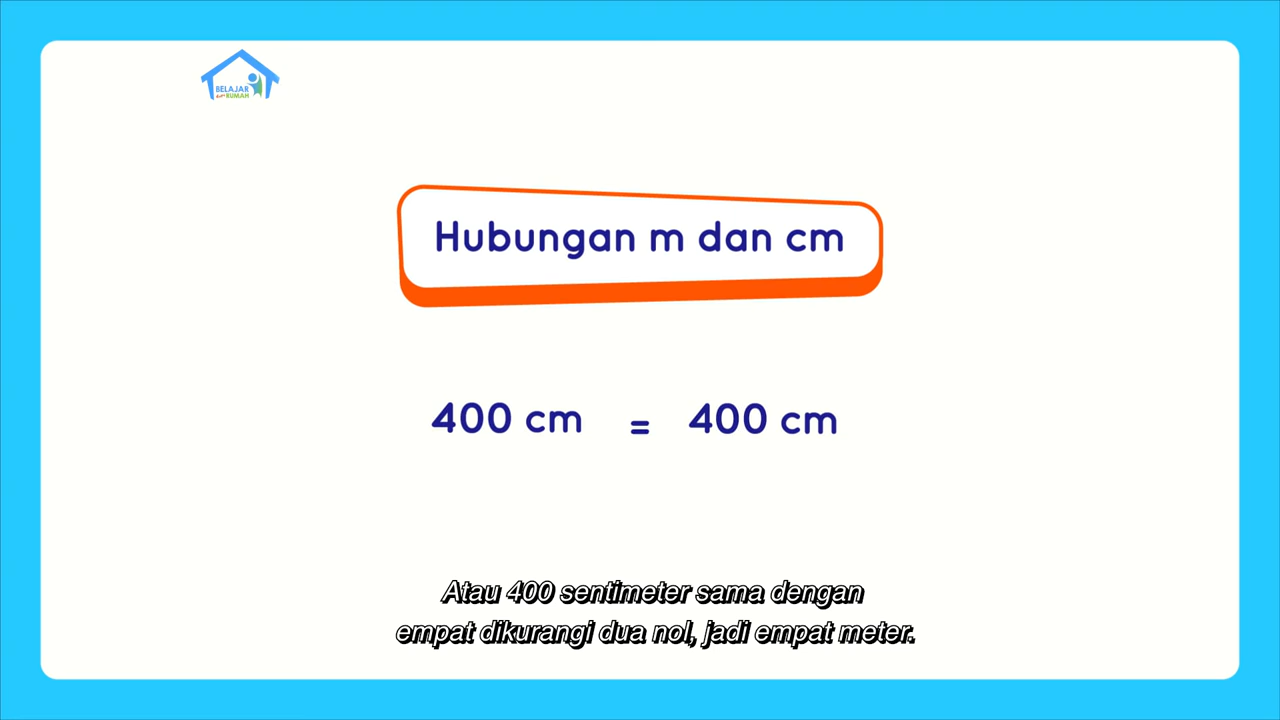 BELAJAR
dari RUMAH
Hubungan m dan cm
400 cm = 400 cm
Atau 400 sentimeter sama dengan
empat dikurangi dua nol, jadi empat meter.